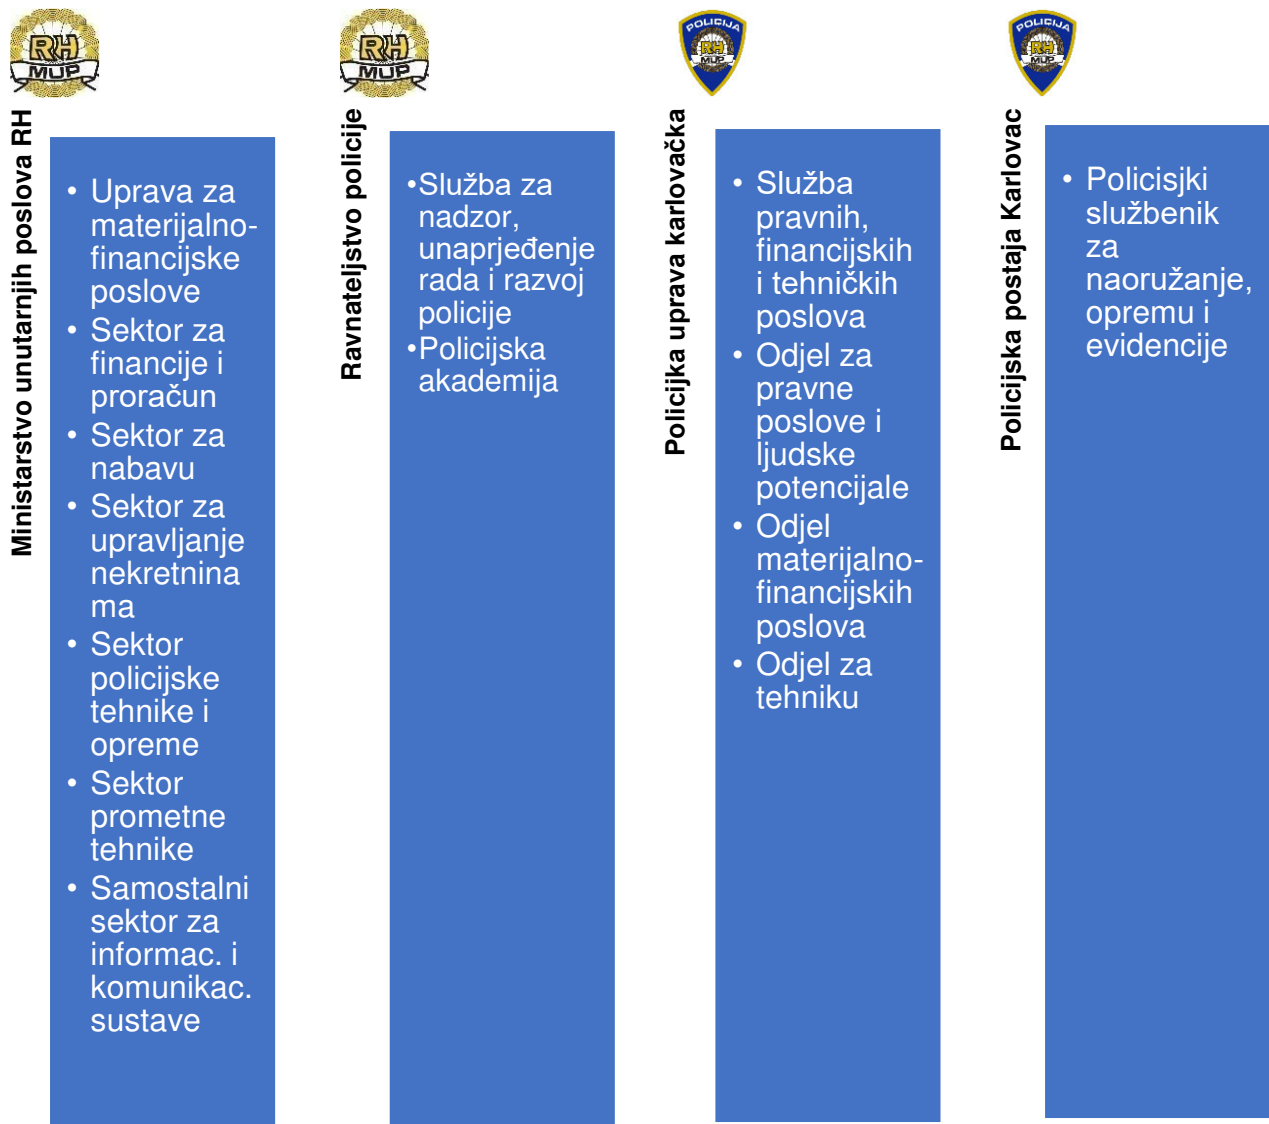 RH
MUP
Ministarstvo unutarnjih poslova RH
• Uprava za
materijalno-
financijske
poslove
• Sektor za
financije i
proračun
• Sektor za
nabavu
• Sektor za
upravljanje
nekretnina
ma
• Sektor
policijske
tehnike i
opreme
• Sektor
prometne
tehnike
• Samostalni
sektor za
informac. i
komunikac.
sustave
RH
MUP
Ravnateljstvo policije
•Služba za
nadzor,
unaprjeđenje
rada i razvoj
policije
•Policijska
akademija
POLICIJA
RH
MUP
Policijka uprava karlovačka
• Služba
pravnih,
financijskih
i tehničkih
poslova
• Odjel za
pravne
poslove i
ljudske
potencijale
• Odjel
materijalno-
financijskih
poslova
• Odjel za
tehniku
POLICIJA
RH
MUP
Policijska postaja Karlovac
• Policisjki
službenik
za
naoružanje,
opremu i
evidencije